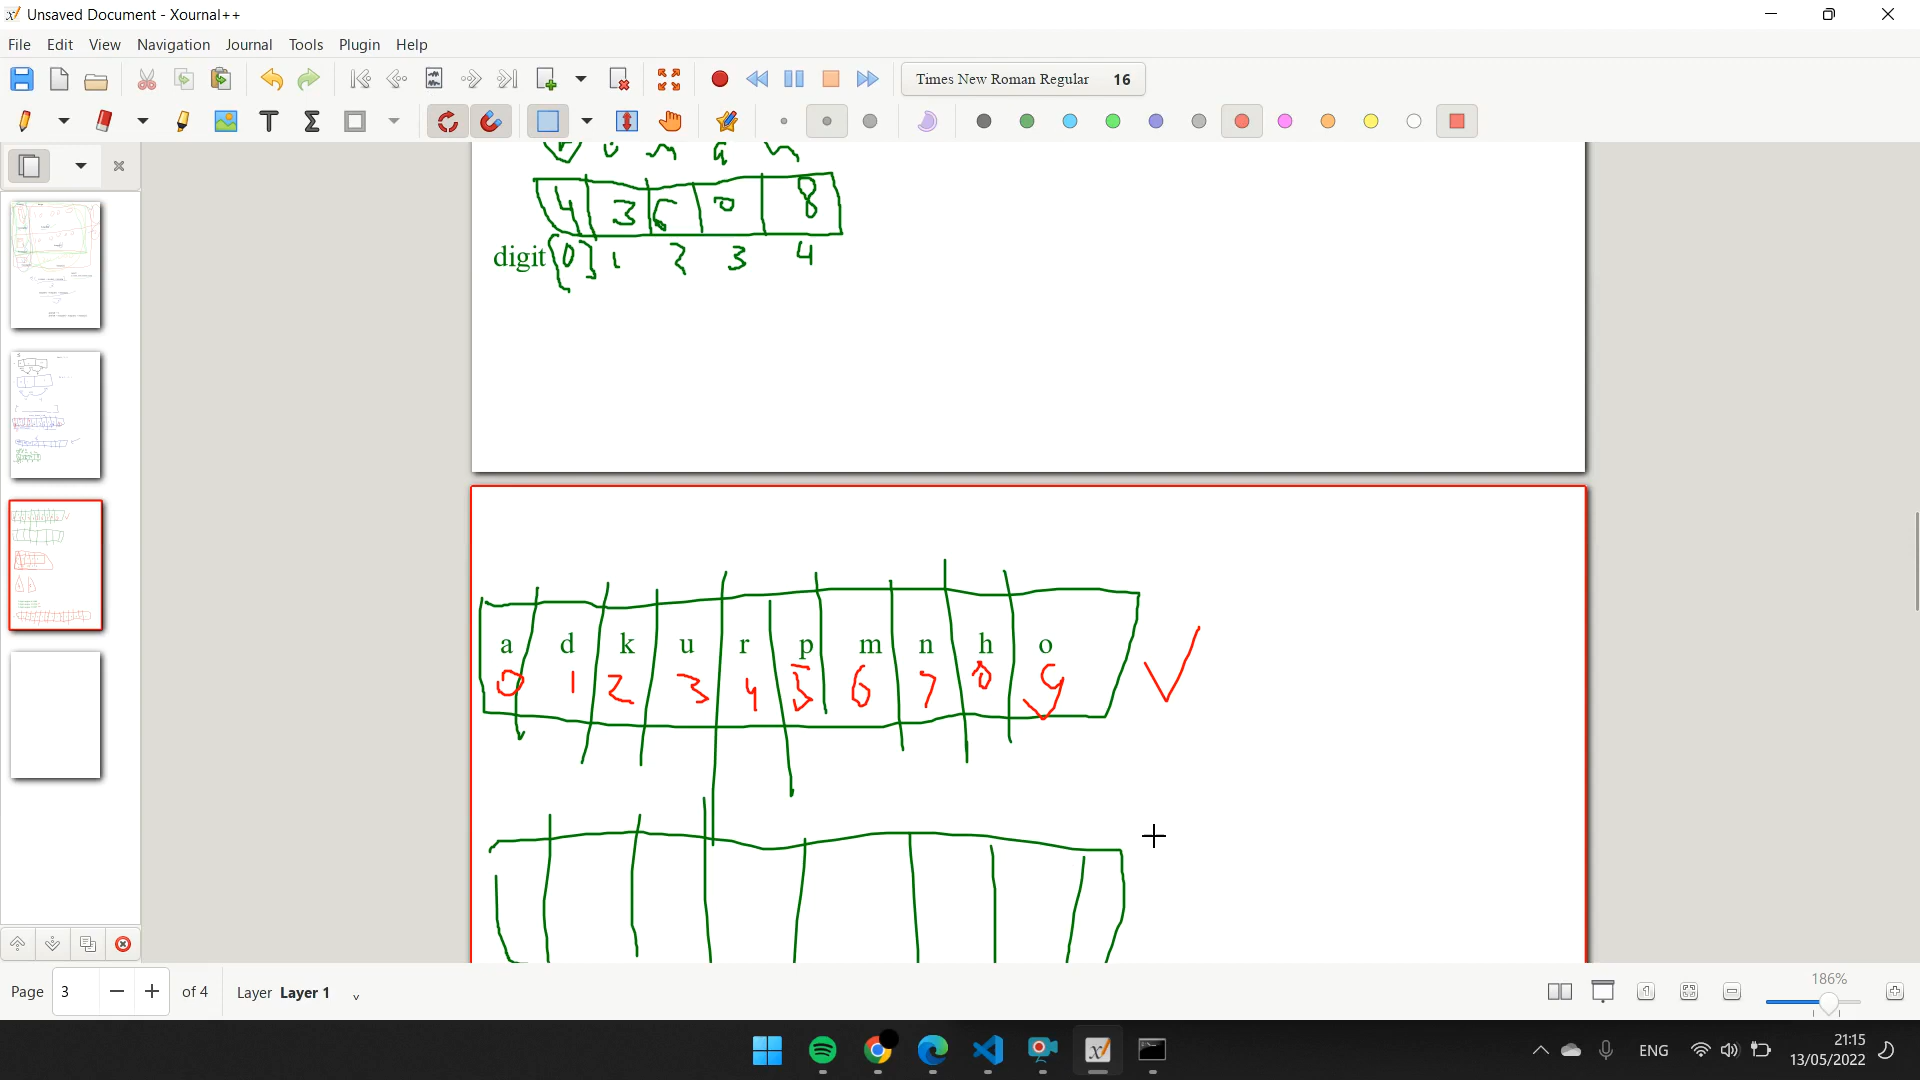 Unsaved Document - Xournal++
File Edit View Navigation Journal Tools Plugin Help
Times New Roman Regular 16
4 3 6 0 8
digit[0] 1 2 3 4
a d k u r p m n h o
0 1 2 3 4 5 6 7 8 9
Page 3 of 4 Layer Layer 1
186%
ENG
21:15
13/05/2022